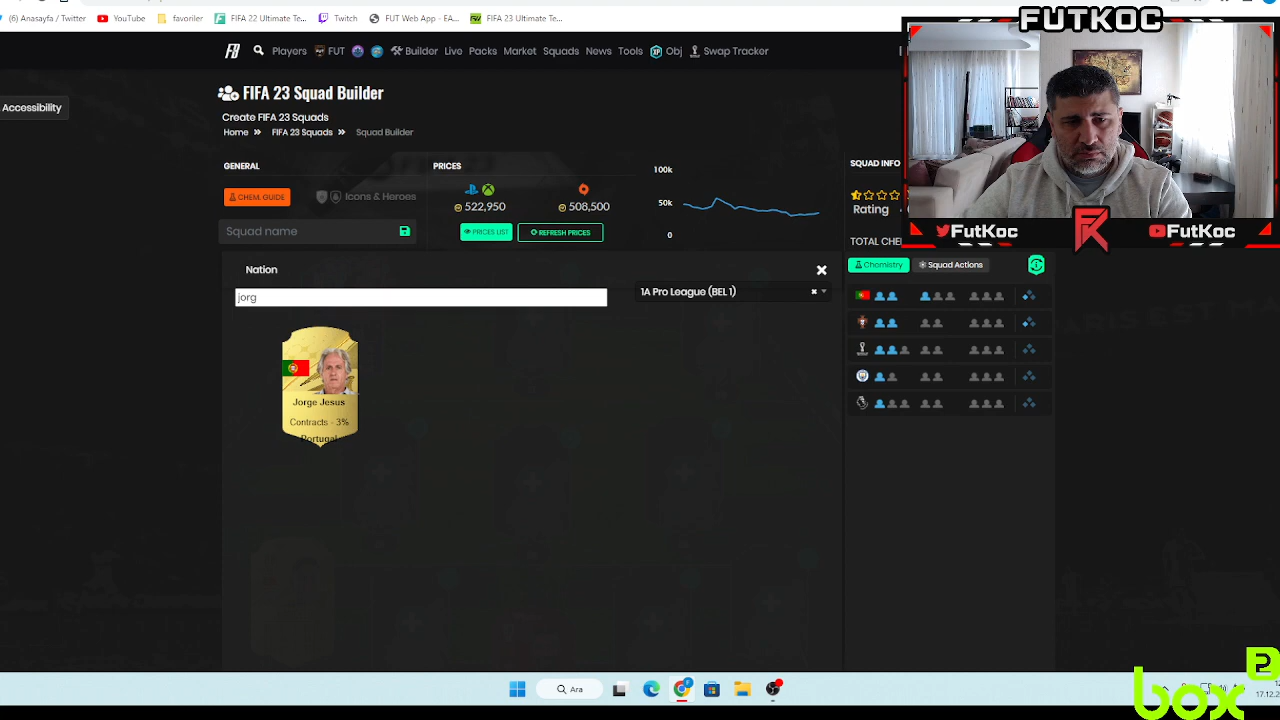 (6) Anasayfa / Twitter
YouTube
favoriler
FIFA 22 Ultimate Te...
Twitch
FUT Web App - EA...
FIFA 23 Ultimate Te...
FUTKOC
Players
FUT
Builder
Live
Packs
Market
Squads
News
Tools
Obj
Swap Tracker
FIFA 23 Squad Builder
Accessibility
Create FIFA 23 Squads
Home
FIFA 23 Squads
Squad Builder
GENERAL
PRICES
SQUAD INFO
CHEM. GUIDE
Icons & Heroes
522,950
508,500
100k
50k
0
Rating
Squad name
PRICES LIST
REFRESH PRICES
FutKoc
FutKoc
TOTAL CHE
Nation
Chemistry
Squad Actions
jorg
1A Pro League (BEL 1)
Jorge Jesus
Contracts - 3%
Portugal
Ara
box2
17.12.2